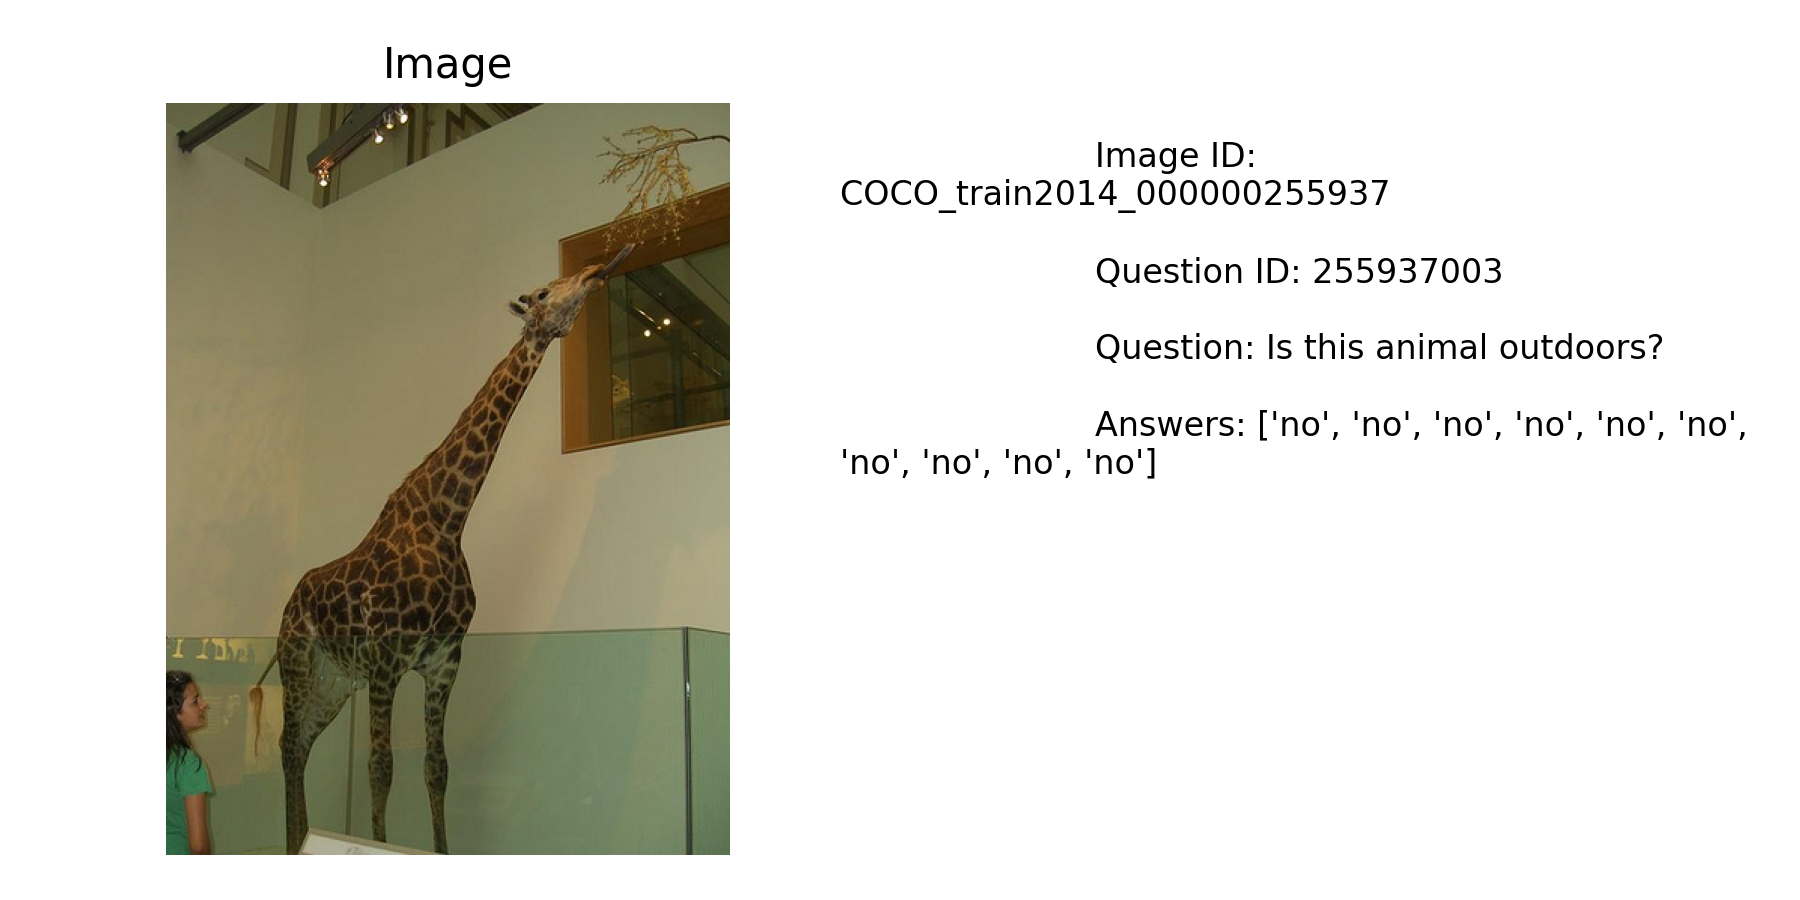 Image
Image ID:
COCO_train2014_000000255937
Question ID: 255937003
Question: Is this animal outdoors?
Answers: ['no', 'no', 'no', 'no', 'no', 'no',
'no', 'no', 'no', 'no']